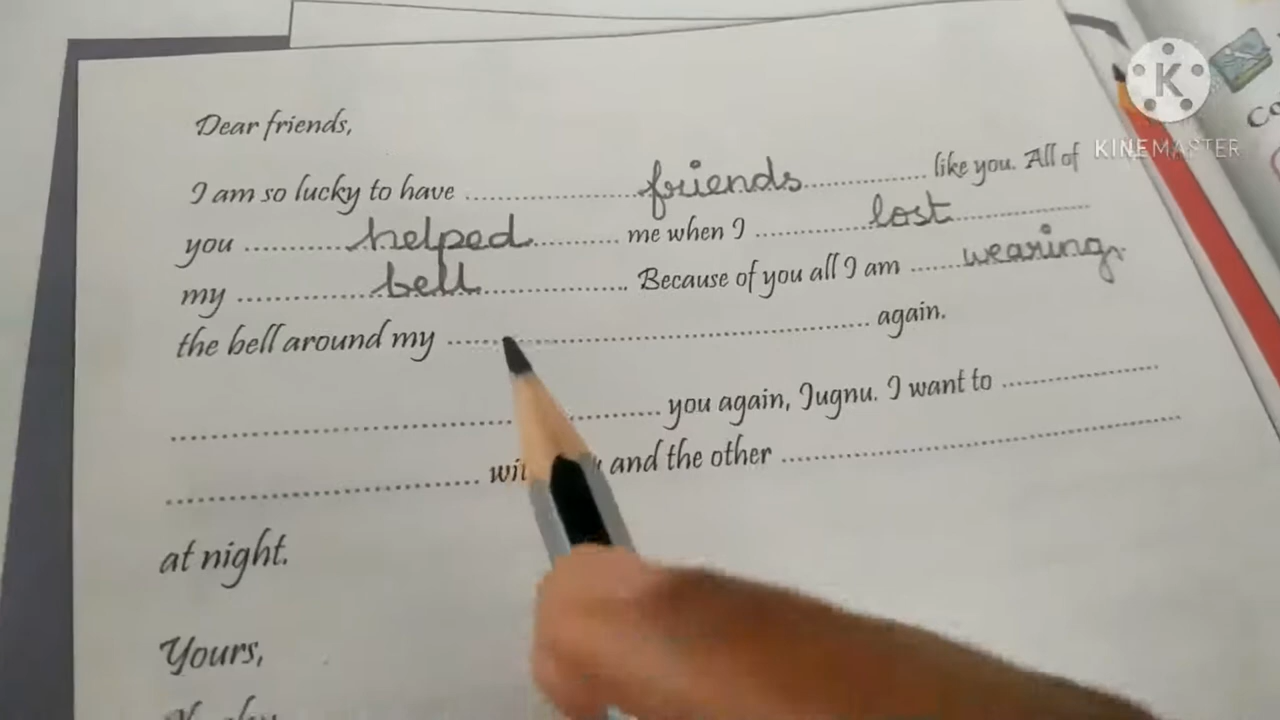 Dear friends,
I am so lucky to have ........ friends ........ like you. All of
you ........ helped ........ me when I ........ lost ........
my ........ bell ........ Because of you all I am ........ wearing
the bell around my ........ again.
........ you again, Jugnu. I want to ........
........ and the other ........
at night.
Yours,
K
KINEMASTER